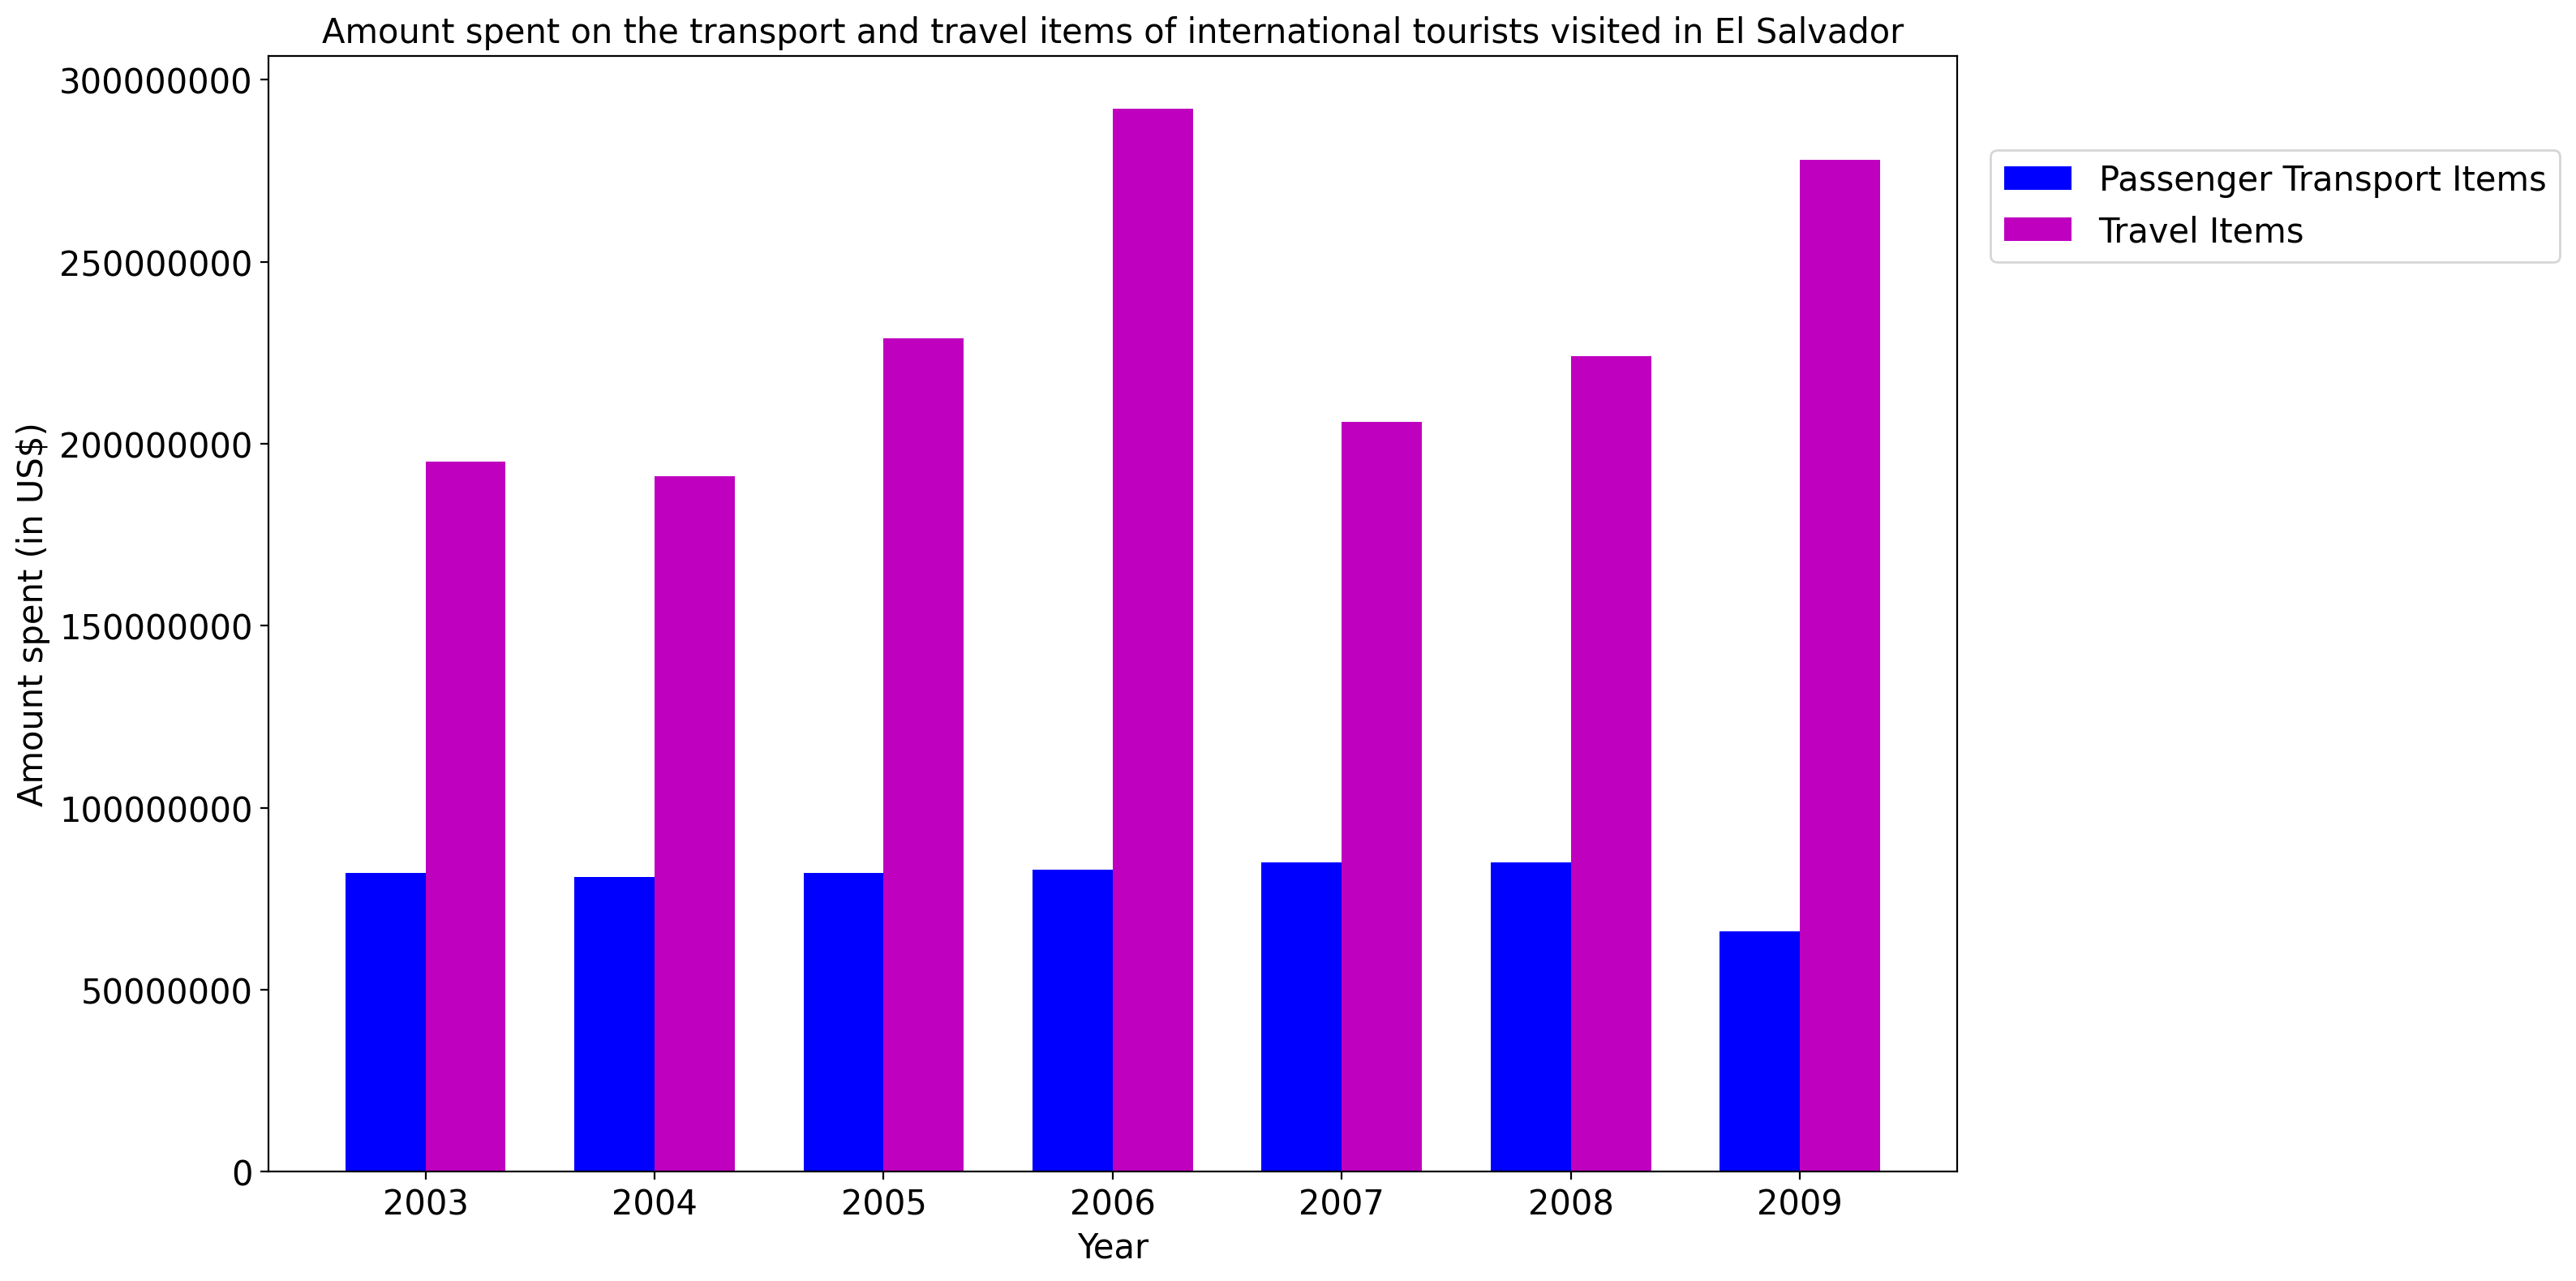 Amount spent on the transport and travel items of international tourists visited in El Salvador
300000000
250000000
200000000
150000000
100000000
50000000
0
Amount spent (in US$)
2003 2004 2005 2006 2007 2008 2009
Year
Passenger Transport Items
Travel Items